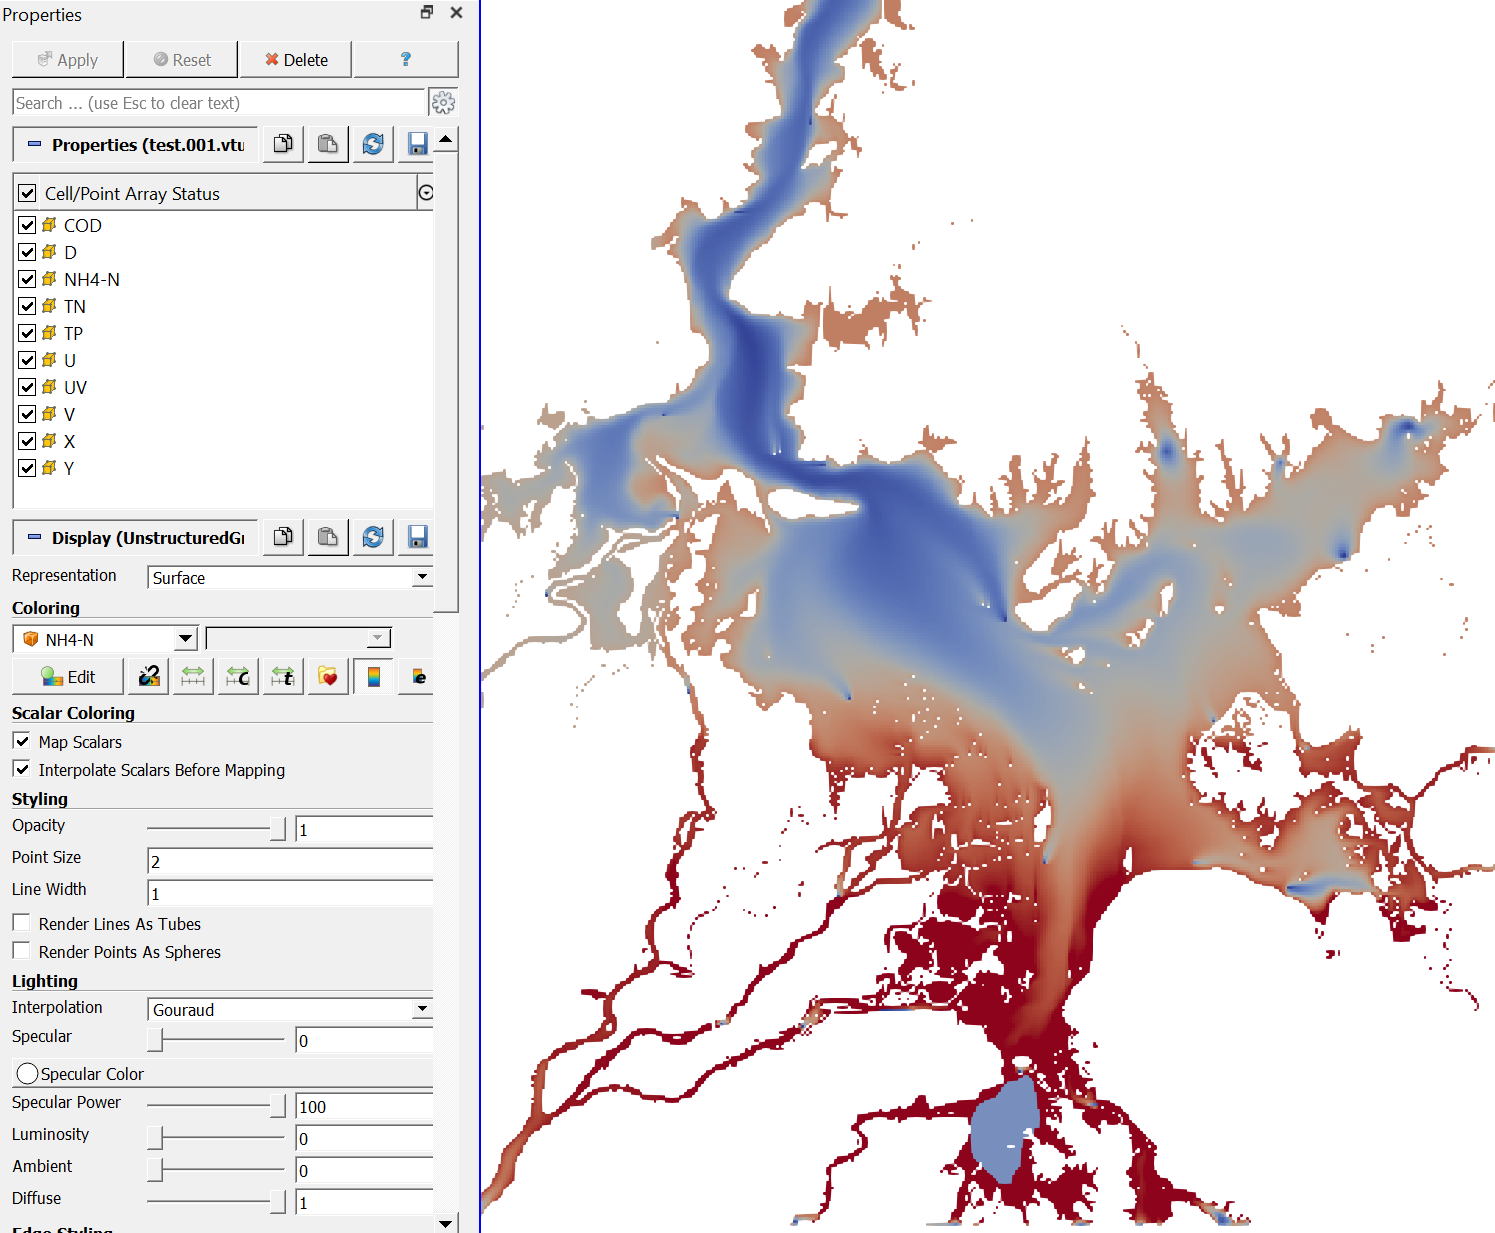 Properties
Apply
Reset
Delete
?
Search ... (use Esc to clear text)
Properties (test.001.vtu
Cell/Point Array Status
COD
D
NH4-N
TN
TP
U
UV
V
X
Y
Display (UnstructuredGr
Representation
Surface
Coloring
NH4-N
Edit
Scalar Coloring
Map Scalars
Interpolate Scalars Before Mapping
Styling
Opacity
1
Point Size
2
Line Width
1
Render Lines As Tubes
Render Points As Spheres
Lighting
Interpolation
Gouraud
Specular
0
Specular Color
Specular Power
100
Luminosity
0
Ambient
0
Diffuse
1
Edge Styling